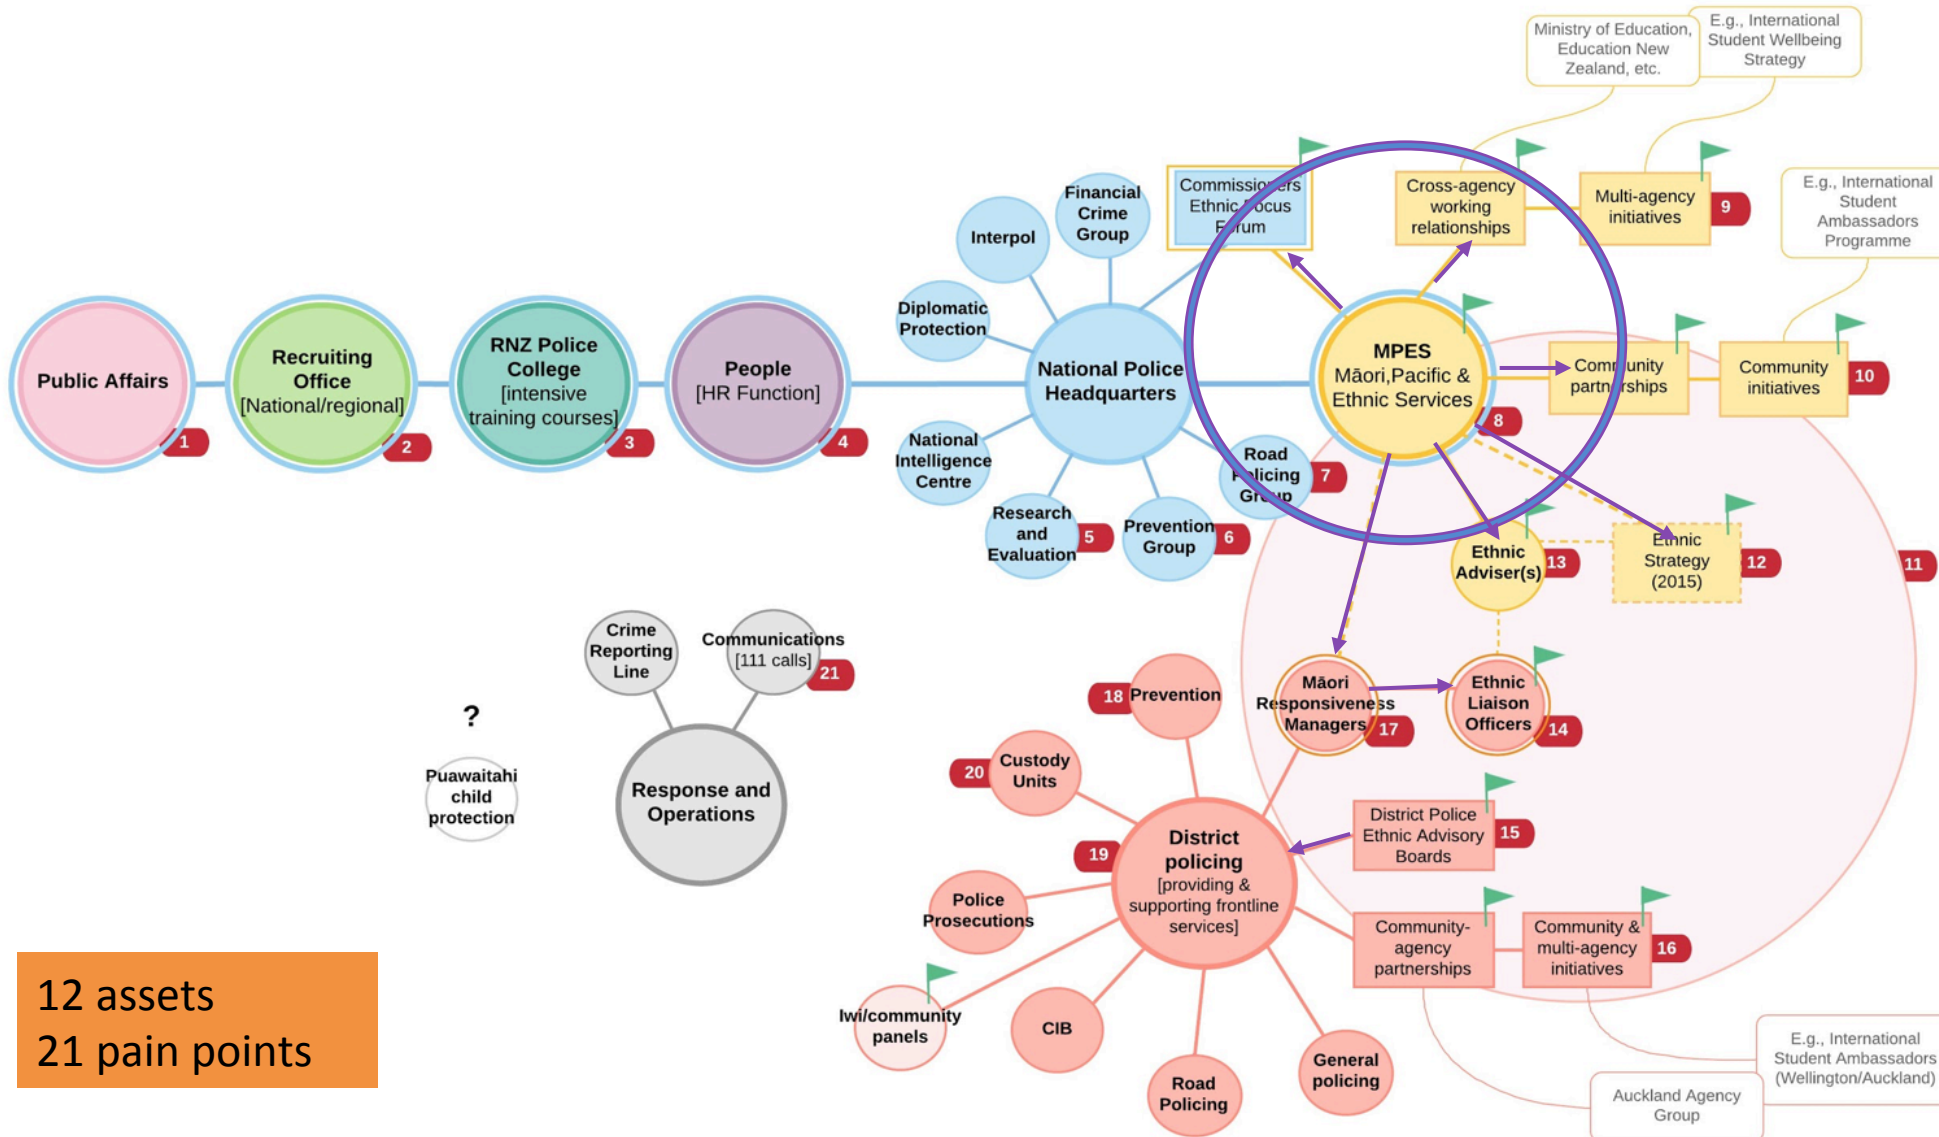 Ministry of Education,
Education New
Zealand, etc.
E.g., International
Student Wellbeing
Strategy
E.g., International
Student
Ambassadors
Programme
Commissioners
Ethnic Focus
Forum
Cross-agency
working
relationships
Multi-agency
initiatives
9
Financial
Crime
Group
Interpol
Diplomatic
Protection
National Police
Headquarters
National
Intelligence
Centre
Research
and
Evaluation
5
Prevention
Group
6
Road
Policing
Group
7
Public Affairs
1
Recruiting
Office
[National/regional]
2
RNZ Police
College
[intensive
training courses]
3
People
[HR Function]
4
MPES
Māori,Pacific &
Ethnic Services
8
Community
partnerships
Community
initiatives
10
Ethnic
Adviser(s)
13
Ethnic
Strategy
(2015)
12
11
Māori
Responsiveness
Managers
17
Ethnic
Liaison
Officers
14
Crime
Reporting
Line
Communications
[111 calls]
21
Response and
Operations
?
Puawaitahi
child
protection
18
Prevention
20
Custody
Units
19
District
policing
[providing &
supporting frontline
services]
District Police
Ethnic Advisory
Boards
15
Police
Prosecutions
Community-
agency
partnerships
Community &
multi-agency
initiatives
16
Iwi/community
panels
CIB
Road
Policing
General
policing
E.g., International
Student Ambassadors
(Wellington/Auckland)
Auckland Agency
Group
12 assets
21 pain points